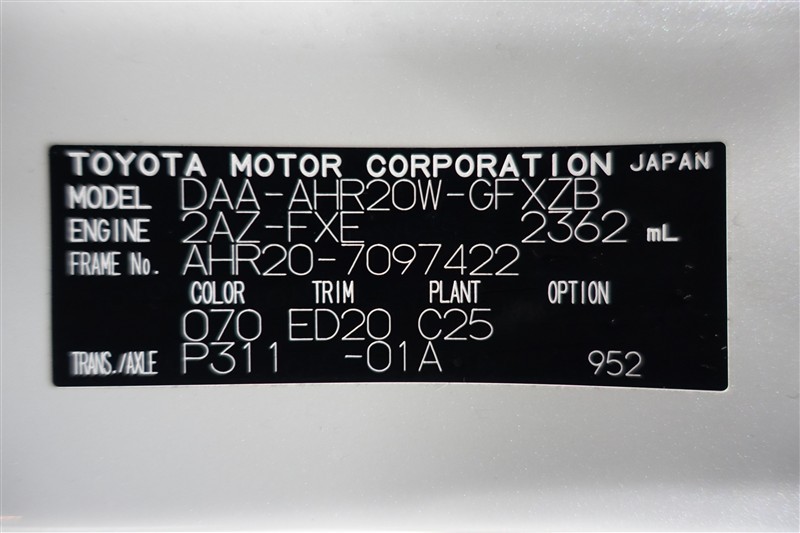 TOYOTA MOTOR CORPORATION JAPAN
MODEL DAA-AHR20W-GFXZB
ENGINE 2AZ-FXE 2362 mL
FRAME No. AHR20-7097422
COLOR TRIM PLANT OPTION
070 ED20 C25
TRANS./AXLE P311 -01A 952